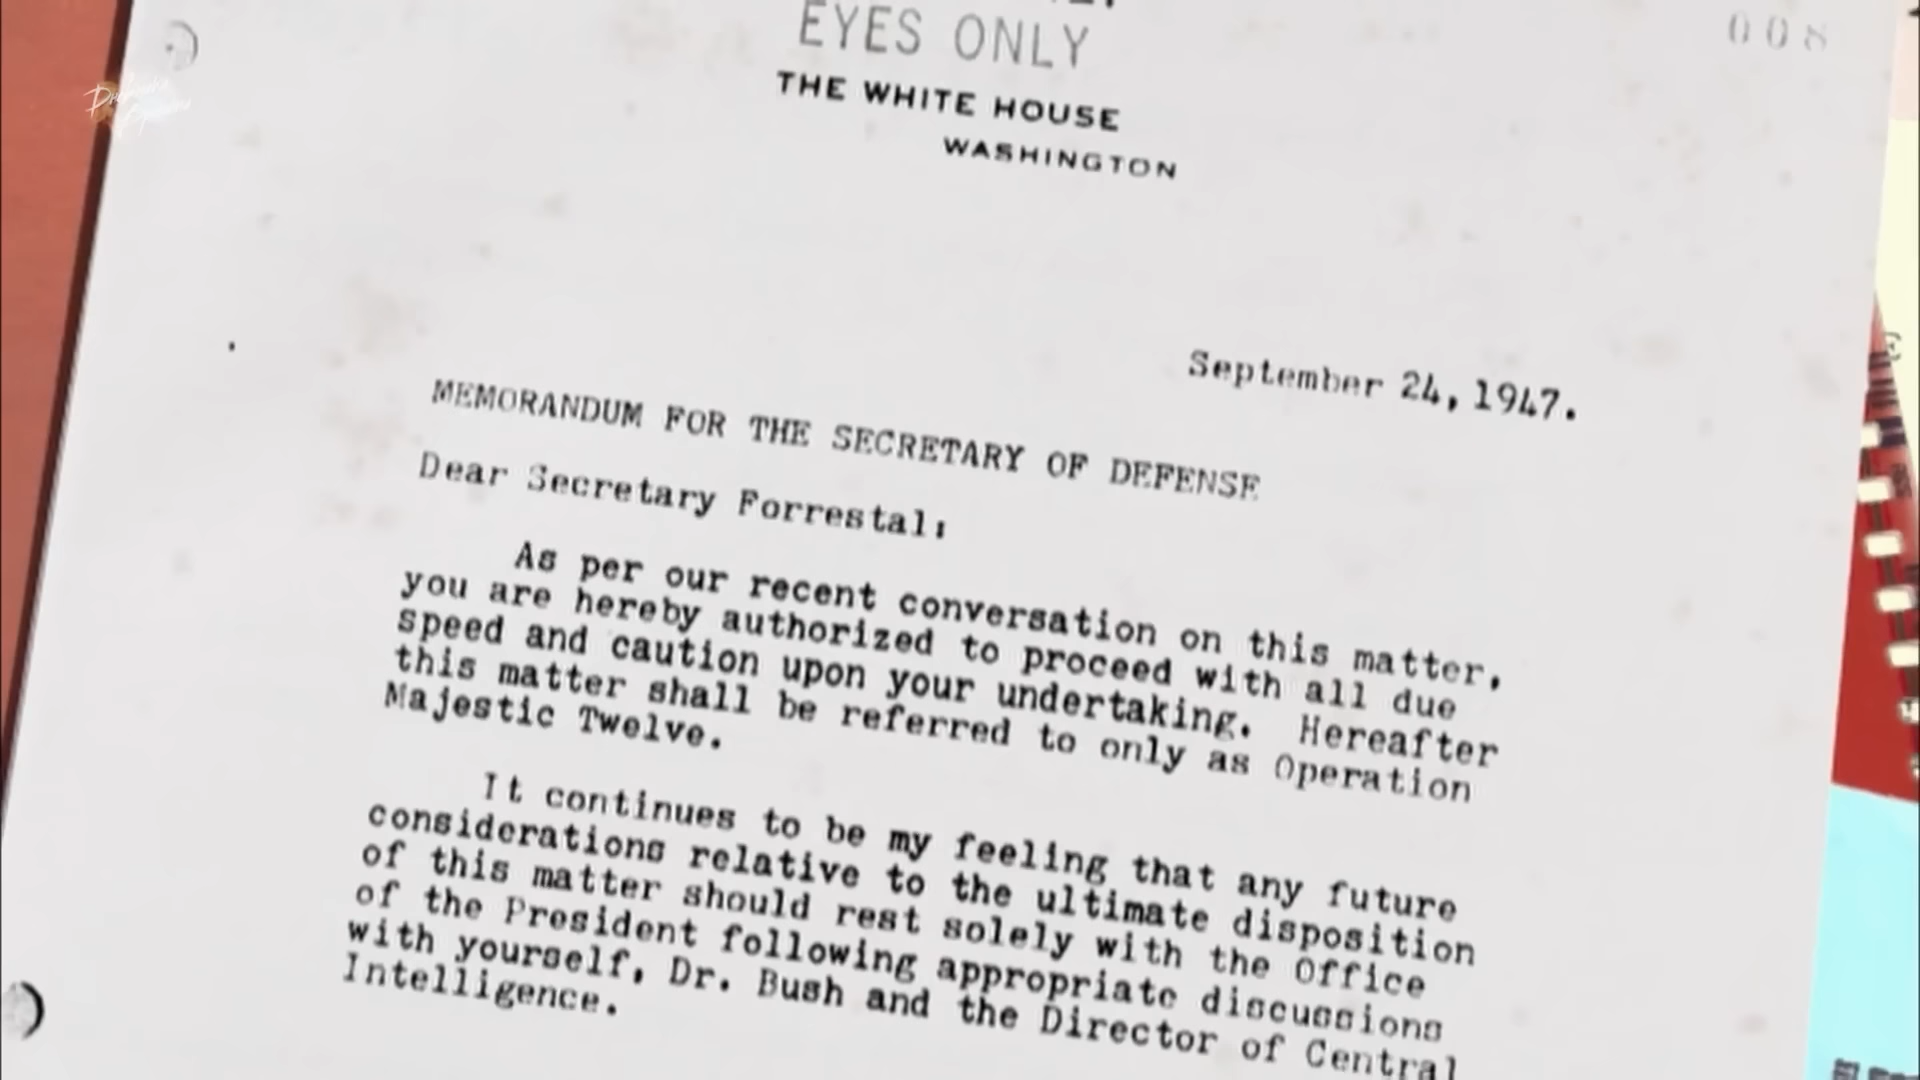 EYES ONLY
008
THE WHITE HOUSE
WASHINGTON
September 24, 1947.
MEMORANDUM FOR THE SECRETARY OF DEFENSE
Dear Secretary Forrestal:
As per our recent conversation on this matter,
you are hereby authorized to proceed with all due
speed and caution upon your undertaking. Hereafter
this matter shall be referred to only as Operation
Majestic Twelve.
It continues to be my feeling that any future
considerations relative to the ultimate disposition
of this matter should rest solely with the Office
of the President following appropriate discussions
with yourself, Dr. Bush and the Director of Central
Intelligence.